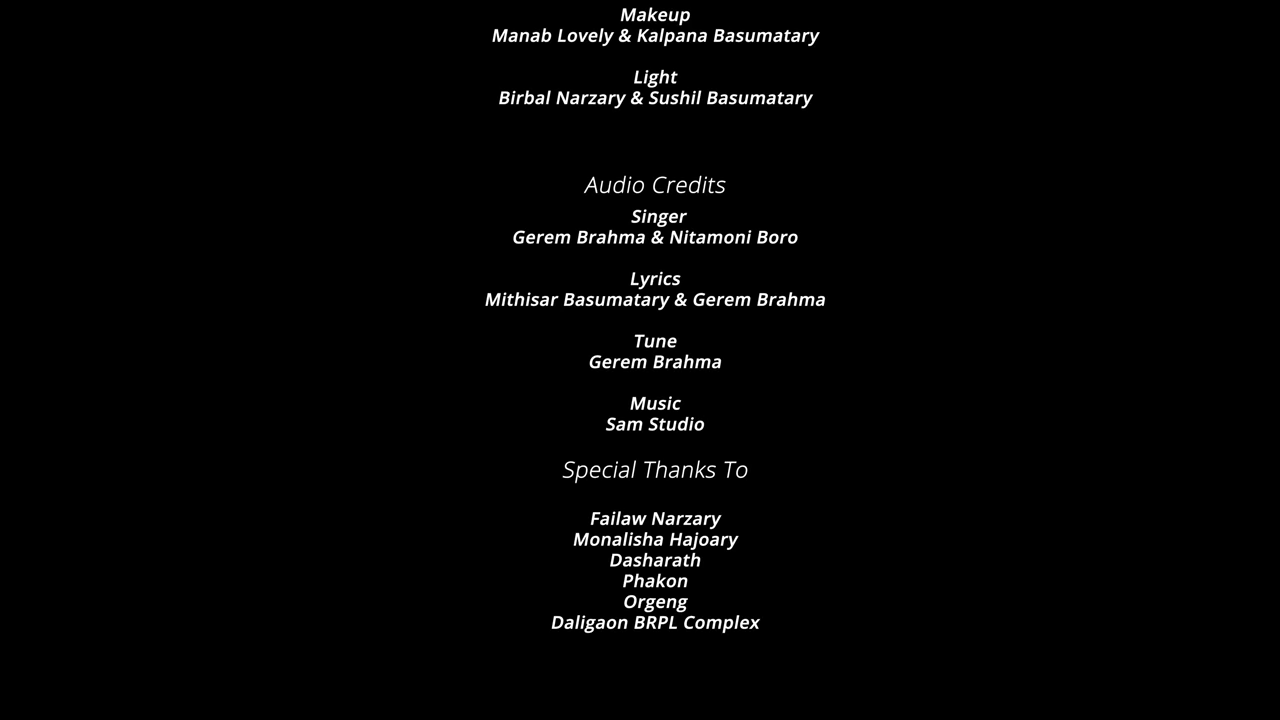 Makeup
Manab Lovely & Kalpana Basumatary
Light
Birbal Narzary & Sushil Basumatary
Audio Credits
Singer
Gerem Brahma & Nitamoni Boro
Lyrics
Mithisar Basumatary & Gerem Brahma
Tune
Gerem Brahma
Music
Sam Studio
Special Thanks To
Failaw Narzary
Monalisha Hajoary
Dasharath
Phakon
Orgeng
Daligaon BRPL Complex